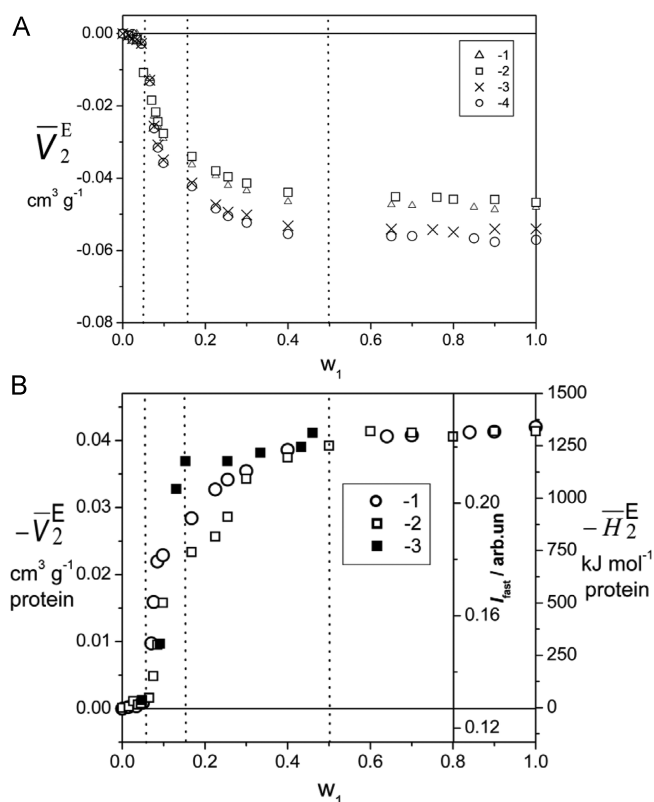 A
0.00
-0.02
-0.04
-0.06
-0.08
V̅₂ᴱ
cm³ g⁻¹
-1
-2
-3
-4
0.0 0.2 0.4 0.6 0.8 1.0
w₁
B
0.04
0.03
0.02
0.01
0.00
-V̅₂ᴱ
cm³ g⁻¹
protein
-1
-2
-3
0.20
0.16
0.12
I_fast / arb.un
1500
1250
1000
750
500
250
0
-H̅₂ᴱ
kJ mol⁻¹
protein
0.0 0.2 0.4 0.6 0.8 1.0
w₁